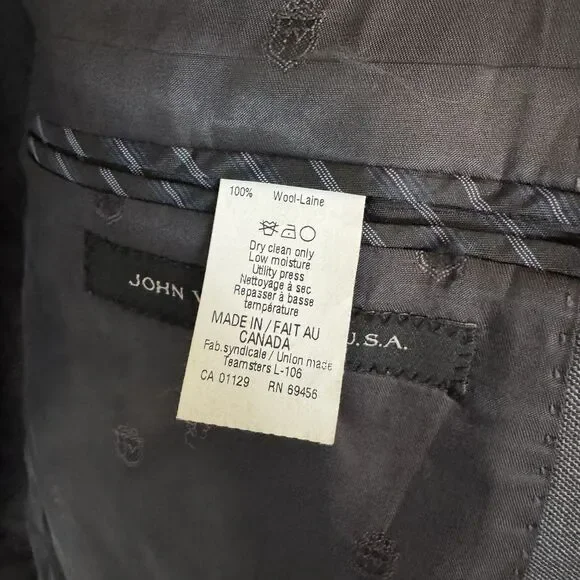 100% Wool-Laine
Dry clean only
Low moisture
Utility press
Nettoyage à sec
Repasser à basse
température
MADE IN / FAIT AU
CANADA
Fab.syndicale / Union made
Teamsters L-106
CA 01129 RN 69456
JOHN U.S.A.